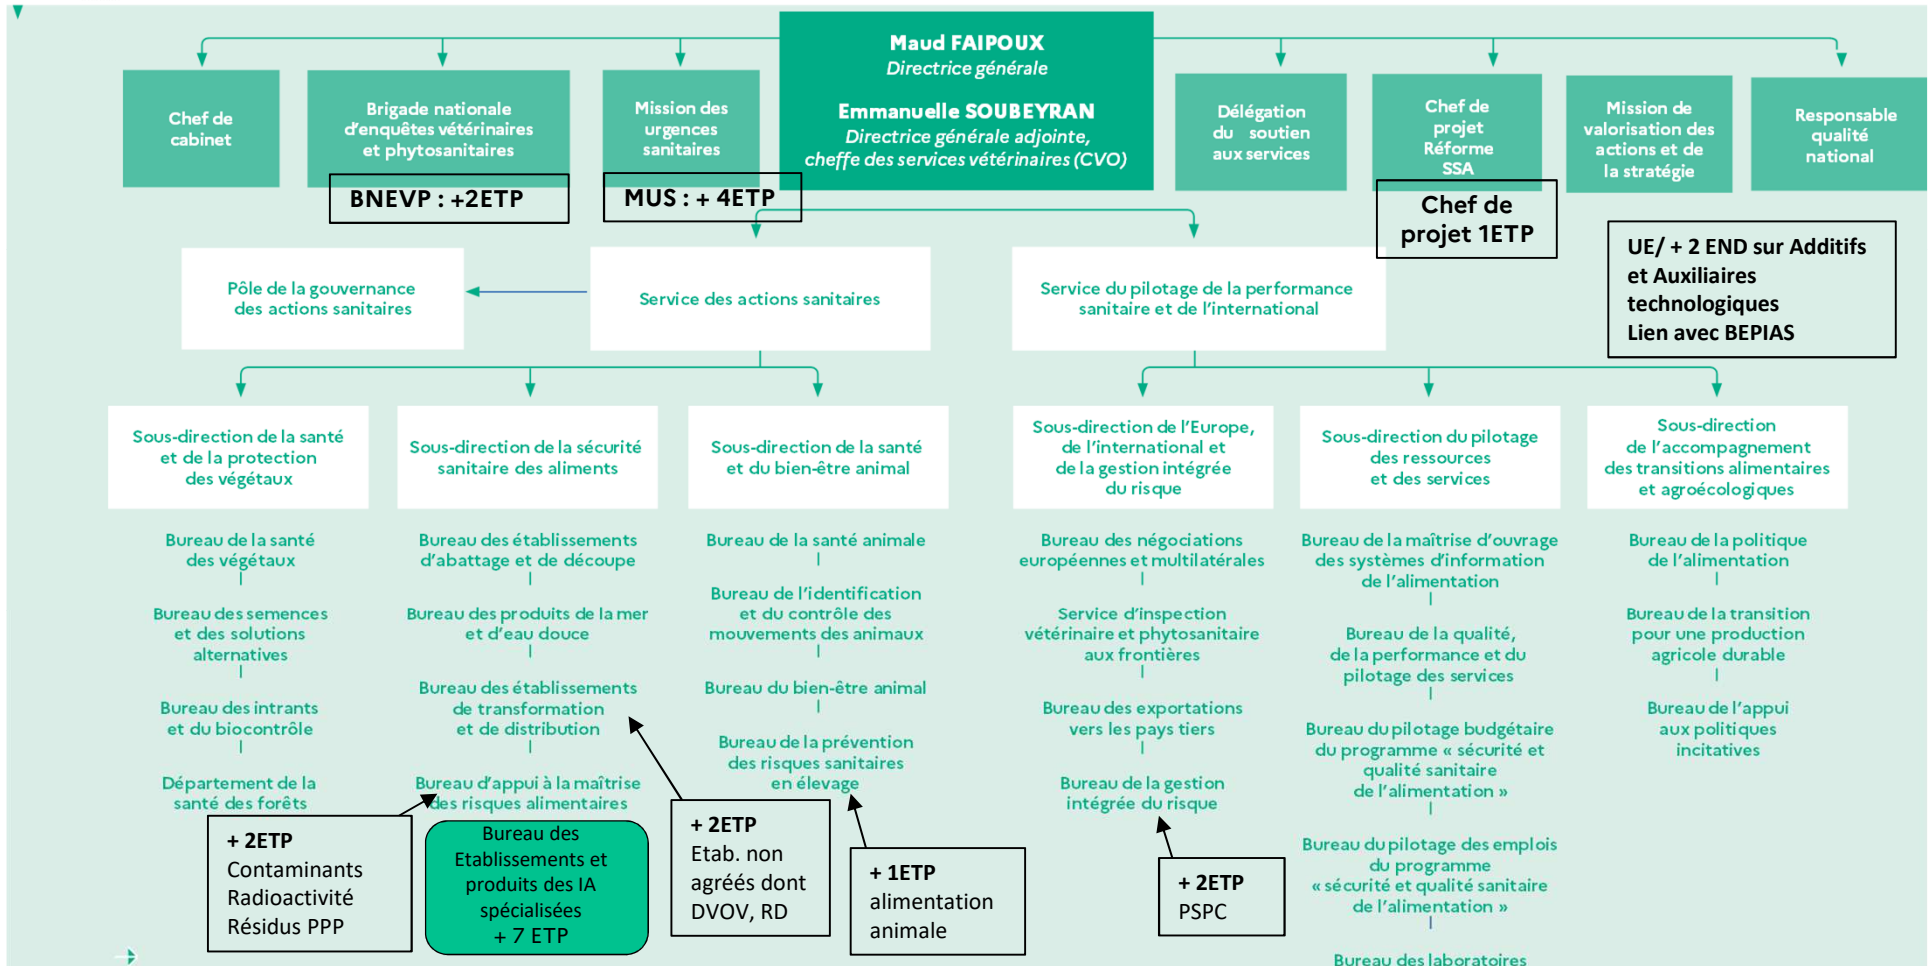 Maud FAIPOUX
Directrice générale
Emmanuelle SOUBEYRAN
Directrice générale adjointe,
cheffe des services vétérinaires (CVO)
Chef de
cabinet
Brigade nationale
d'enquêtes vétérinaires
et phytosanitaires
Mission des
urgences
sanitaires
Délégation
du soutien
aux services
Chef de
projet
Réforme
SSA
Mission de
valorisation des
actions et de
la stratégie
Responsable
qualité
national
BNEVP : +2ETP
MUS : + 4ETP
Chef de
projet 1ETP
UE/ + 2 END sur Additifs
et Auxiliaires
technologiques
Lien avec BEPIAS
Pôle de la gouvernance
des actions sanitaires
Service des actions sanitaires
Service du pilotage de la performance
sanitaire et de l'international
Sous-direction de la santé
et de la protection
des végétaux
Bureau de la santé
des végétaux
Bureau des semences
et des solutions
alternatives
Bureau des intrants
et du biocontrôle
Département de la
santé des forêts
Sous-direction de la sécurité
sanitaire des aliments
Bureau des établissements
d'abattage et de découpe
Bureau des produits de la mer
et d'eau douce
Bureau des établissements
de transformation
et de distribution
Bureau d'appui à la maîtrise
des risques alimentaires
Sous-direction de la santé
et du bien-être animal
Bureau de la santé animale
Bureau de l'identification
et du contrôle des
mouvements des animaux
Bureau du bien-être animal
Bureau de la prévention
des risques sanitaires
en élevage
Sous-direction de l'Europe,
de l'international et
de la gestion intégrée
du risque
Bureau des négociations
européennes et multilatérales
Service d'inspection
vétérinaire et phytosanitaire
aux frontières
Bureau des exportations
vers les pays tiers
Bureau de la gestion
intégrée du risque
Sous-direction du pilotage
des ressources
et des services
Bureau de la maîtrise d'ouvrage
des systèmes d'information
de l'alimentation
Bureau de la qualité,
de la performance et du
pilotage des services
Bureau du pilotage budgétaire
du programme « sécurité et
qualité sanitaire
de l'alimentation »
Bureau du pilotage des emplois
du programme
« sécurité et qualité sanitaire
de l'alimentation »
Bureau des laboratoires
Sous-direction
de l'accompagnement
des transitions alimentaires
et agroécologiques
Bureau de la politique
de l'alimentation
Bureau de la transition
pour une production
agricole durable
Bureau de l'appui
aux politiques
incitatives
+ 2ETP
Contaminants
Radioactivité
Résidus PPP
Bureau des
Etablissements et
produits des IA
spécialisées
+ 7 ETP
+ 2ETP
Etab. non
agréés dont
DVOV, RD
+ 1ETP
alimentation
animale
+ 2ETP
PSPC